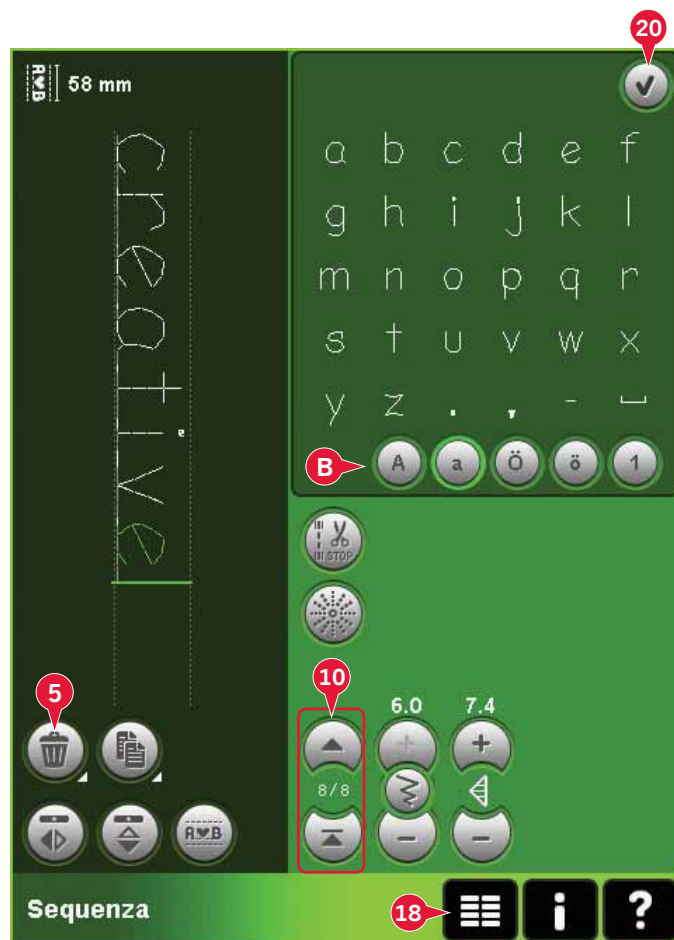 20
58 mm
creative
a b c d e f
g h i j k l
m n o p q r
s t u v w x
y z . , -
B A a Ö ö 1
STOP
5
10
6.0 7.4
8/8
A♥B
Sequenza
18
i ?